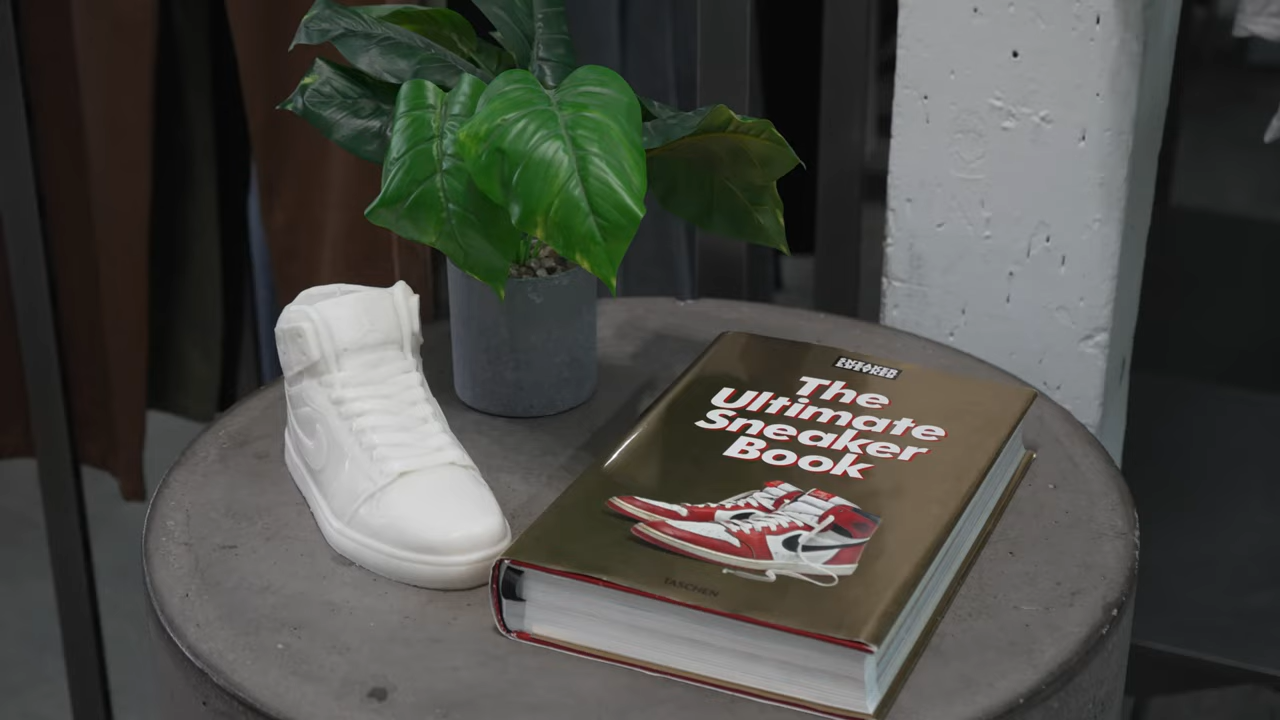 SNEAKER
FREAKER
The
Ultimate
Sneaker
Book
TASCHEN